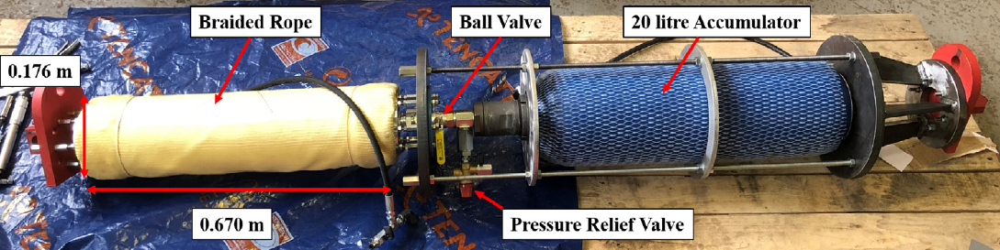 Braided Rope
Ball Valve
20 litre Accumulator
0.176 m
0.670 m
Pressure Relief Valve